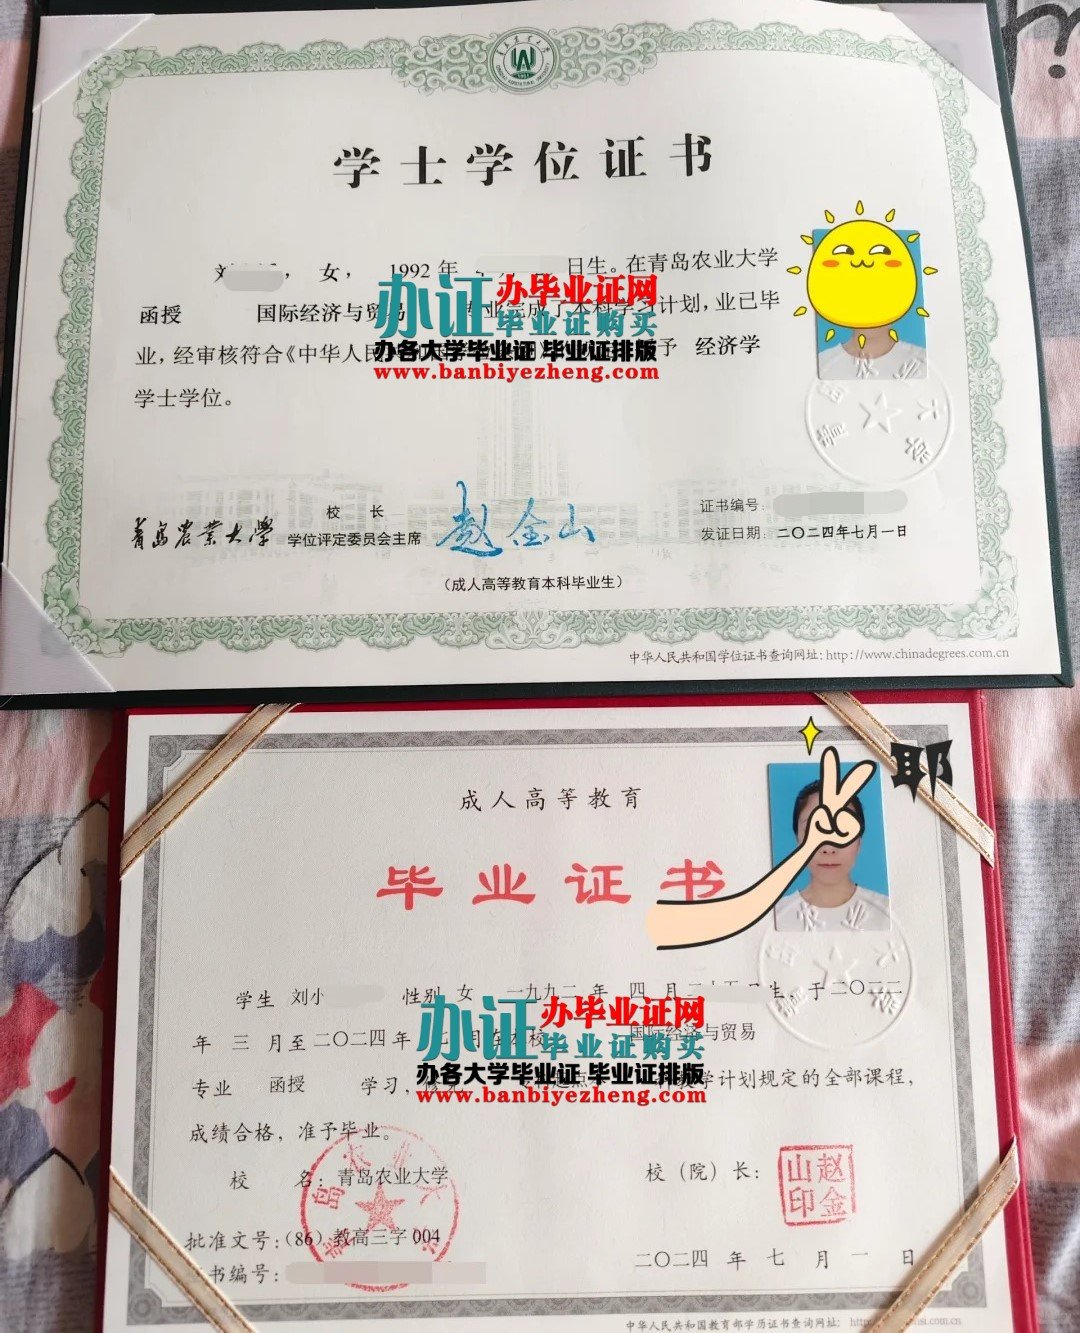 学士学位证书
刘 ， 女， 1992 年 日生。在青岛农业大学
函授 国际经济与贸易 专业完成了本科学习计划，业已毕
业，经审核符合《中华人民 予 经济学
学士学位。
办证 办毕业证网
毕业证购买
办各大学毕业证 毕业证排版
www.banbiyezheng.com
青岛农业大学
校 长
学位评定委员会主席
赵金山
证书编号:
发证日期: 二〇二四年七月一日
（成人高等教育本科毕业生）
中华人民共和国学位证书查询网址: http://www.chinadegrees.com.cn
成人高等教育
毕业证书
耶
学生 刘小 性别 女 一九九二 年 四 月 生，于二〇二二
年 三 月至二〇二四 年 七 月在本校 国际经济与贸易
专业 函授 学习， 教学计划规定的全部课程，
成绩合格，准予毕业。
办证 办毕业证网
毕业证购买
办各大学毕业证 毕业证排版
www.banbiyezheng.com
校 名: 青岛农业大学
校（院）长:
赵金山印
批准文号:（86）教高三字 004
书编号:
二〇二四 年 七 月 一 日
中华人民共和国教育部学历证书查询网址: